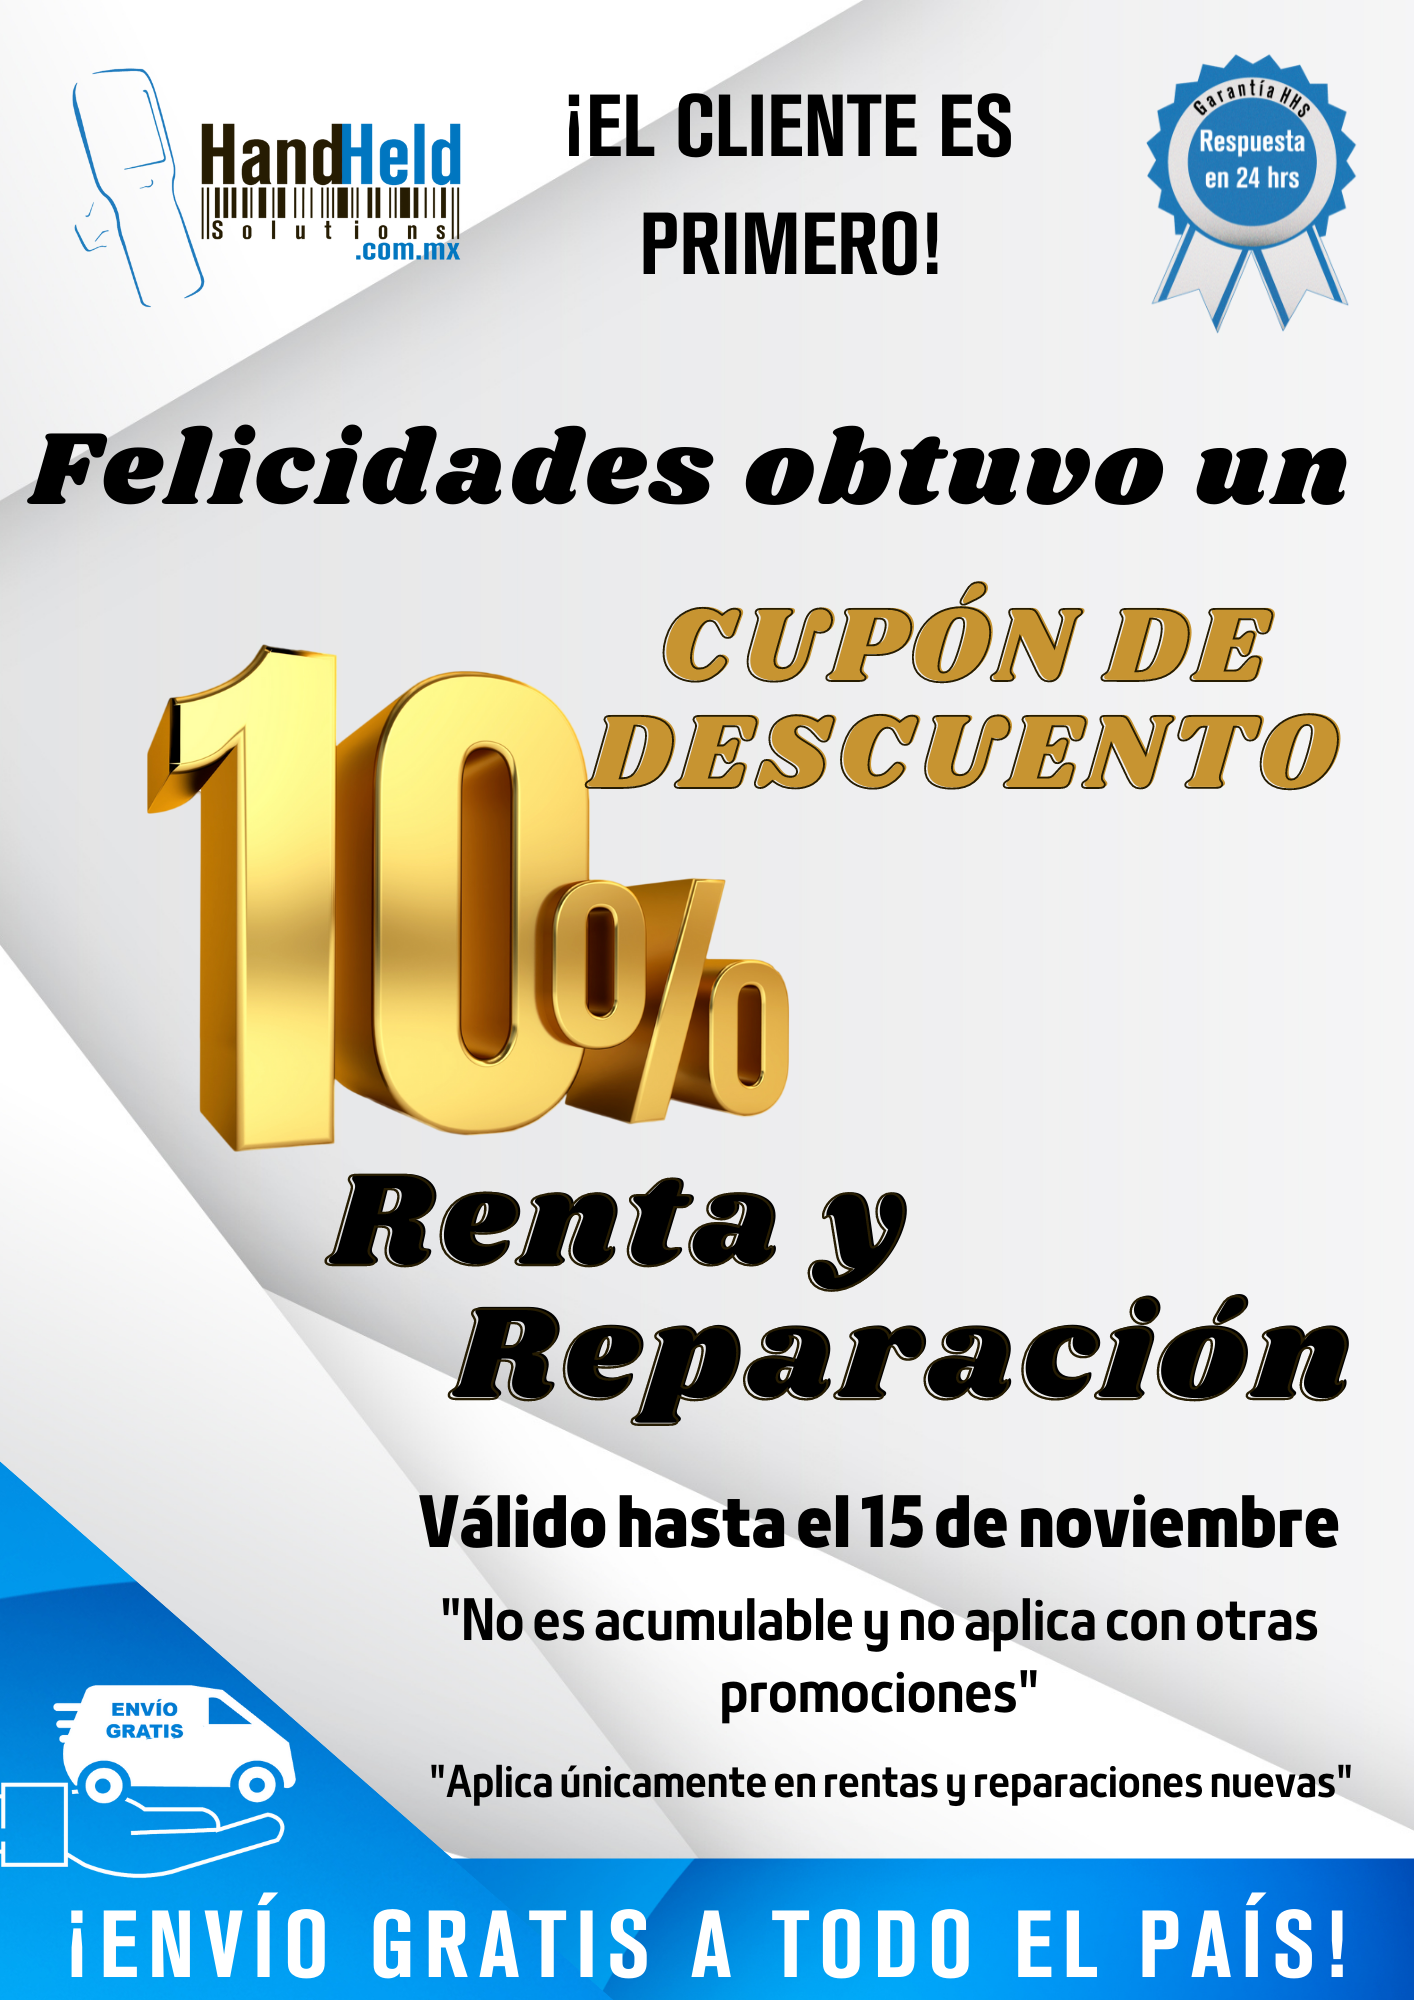 HandHeld
Solutions
.com.mx
¡EL CLIENTE ES
PRIMERO!
Garantía HHS
Respuesta
en 24 hrs
Felicidades obtuvo un
CUPÓN DE
DESCUENTO
10%
Renta y
Reparación
Válido hasta el 15 de noviembre
"No es acumulable y no aplica con otras
promociones"
"Aplica únicamente en rentas y reparaciones nuevas"
ENVÍO
GRATIS
¡ENVÍO GRATIS A TODO EL PAÍS!